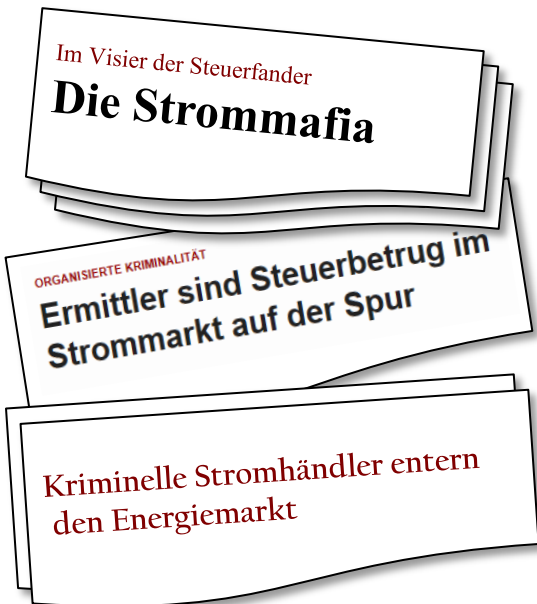 Im Visier der Steuerfander
Die Strommafia
ORGANISIERTE KRIMINALITÄT
Ermittler sind Steuerbetrug im
Strommarkt auf der Spur
Kriminelle Stromhändler entern
den Energiemarkt